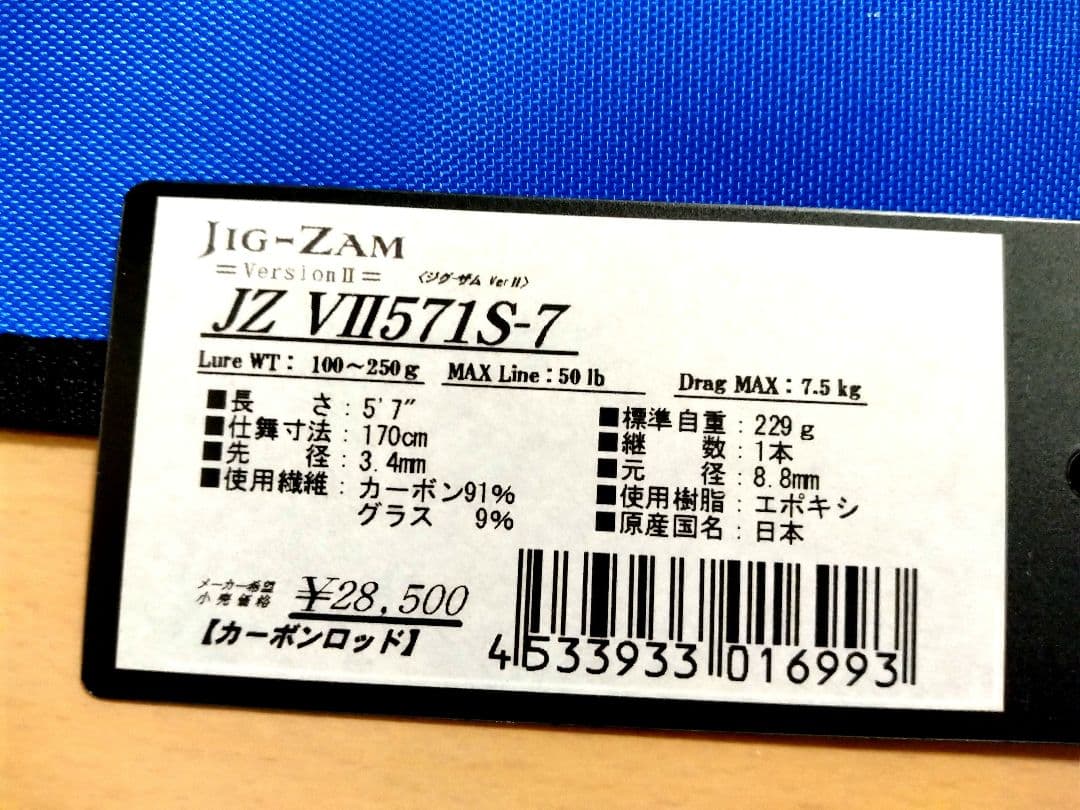 JIG-ZAM
=VersionⅡ= 〈ジグ-ザム VerⅡ〉
JZ VII571S-7
Lure WT: 100~250g MAX Line:50 lb Drag MAX:7.5 kg
■長さ:5'7″ ■標準自重:229g
■仕舞寸法:170cm ■継数:1本
■先径:3.4mm ■元径:8.8mm
■使用繊維:カーボン91% ■使用樹脂:エポキシ
グラス 9% ■原産国名:日本
メーカー希望
小売価格 ¥28,500
【カーボンロッド】
4533933016993